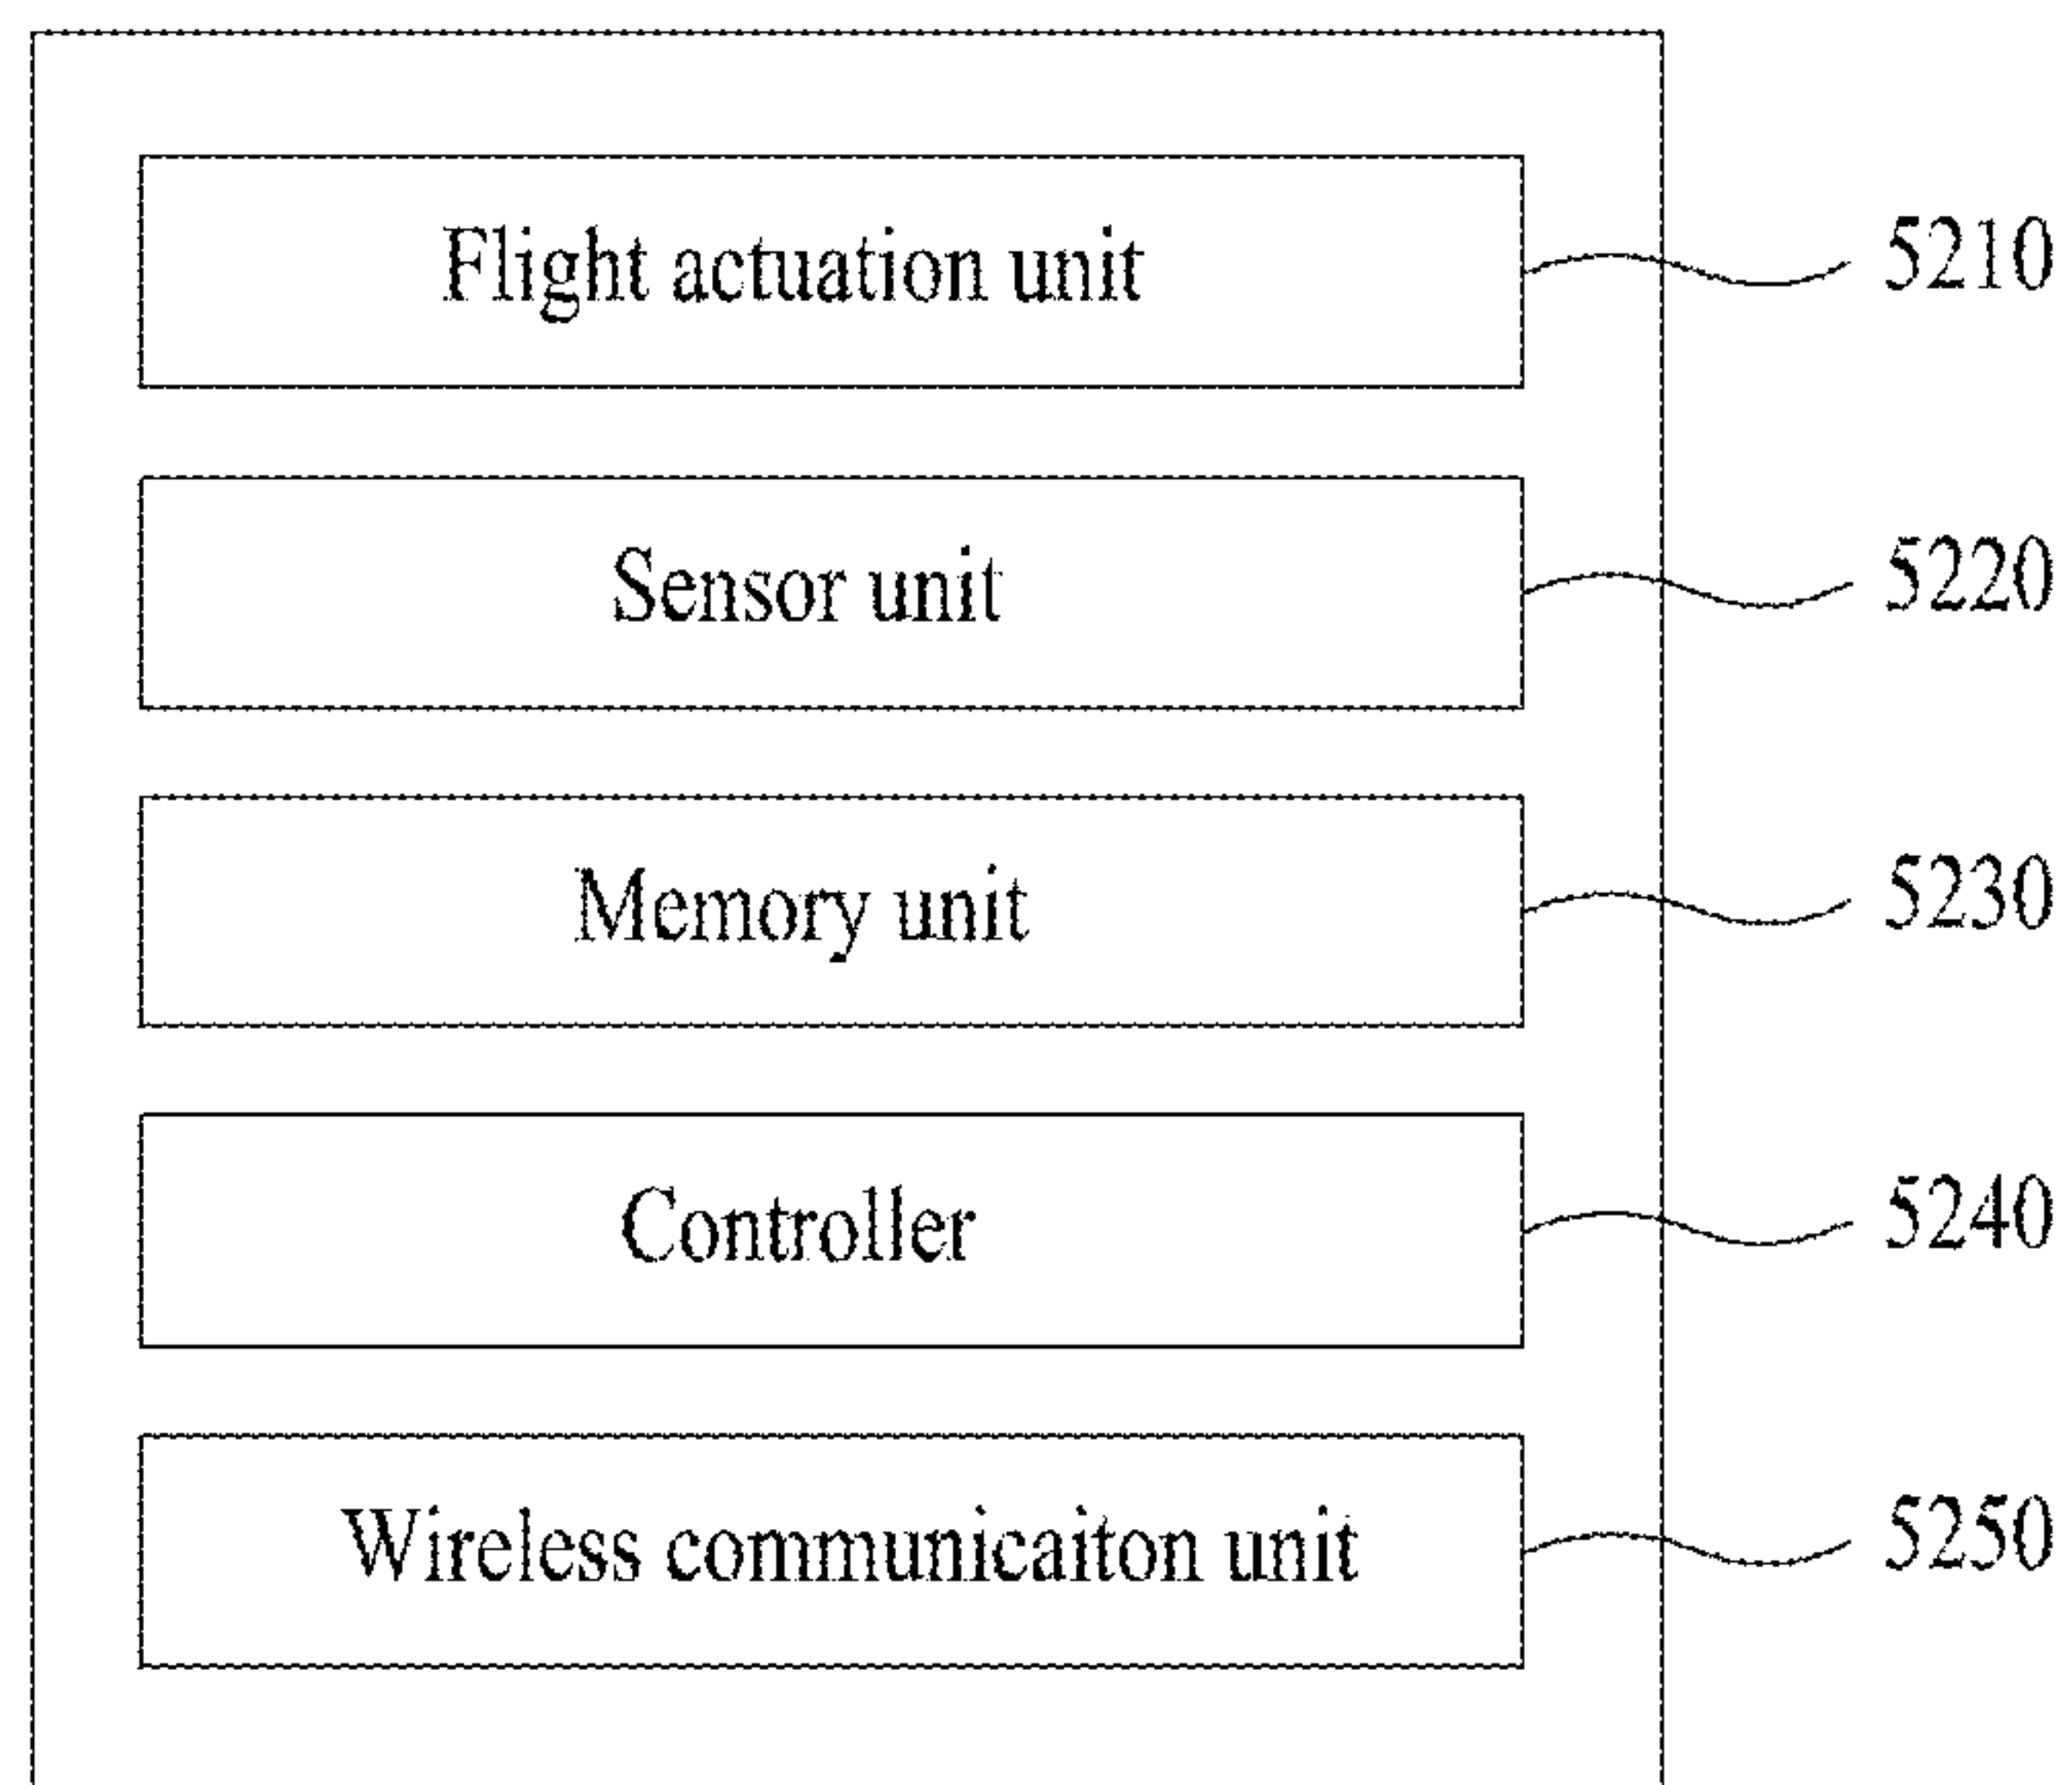 Flight actuation unit 5210
Sensor unit 5220
Memory unit 5230
Controller 5240
Wireless communicaiton unit 5250